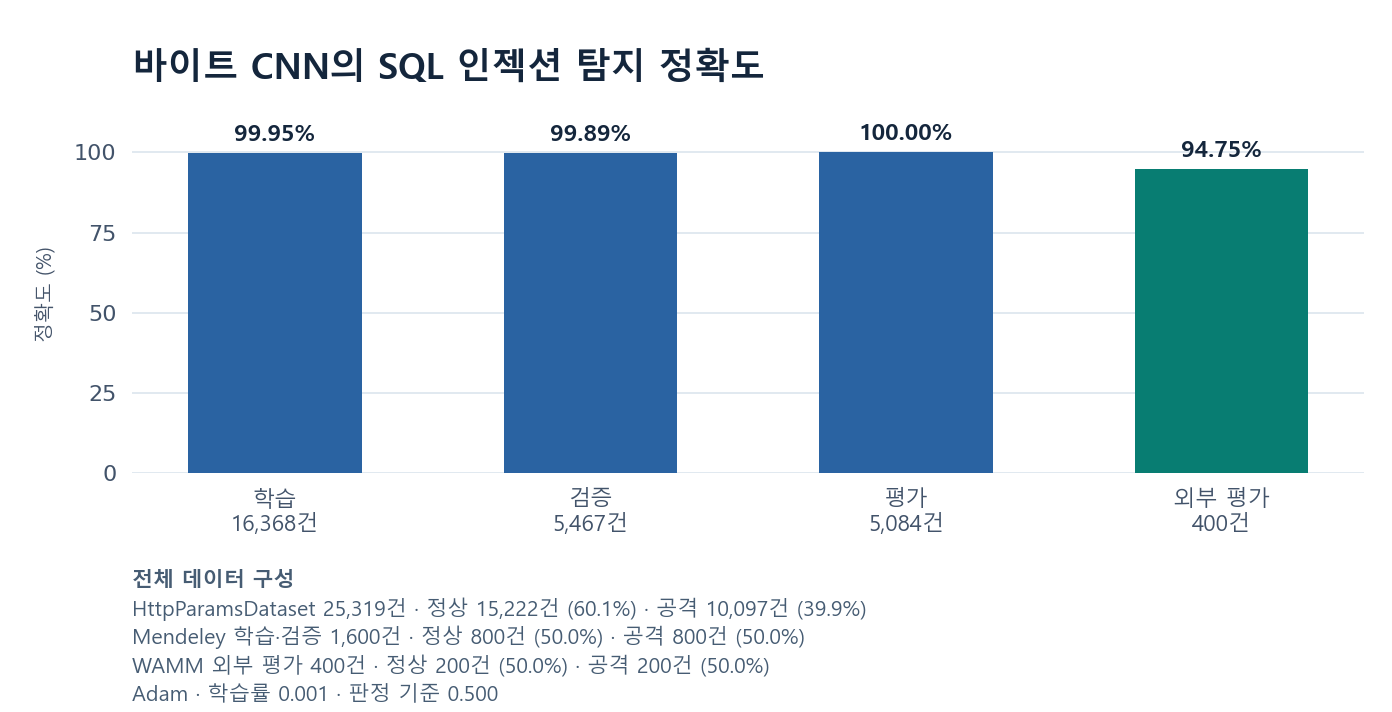 바이트 CNN의 SQL 인젝션 탐지 정확도
99.95%
99.89%
100.00%
94.75%
100
75
50
25
0
정확도 (%)
학습
16,368건
검증
5,467건
평가
5,084건
외부 평가
400건
전체 데이터 구성
HttpParamsDataset 25,319건 · 정상 15,222건 (60.1%) · 공격 10,097건 (39.9%)
Mendeley 학습·검증 1,600건 · 정상 800건 (50.0%) · 공격 800건 (50.0%)
WAMM 외부 평가 400건 · 정상 200건 (50.0%) · 공격 200건 (50.0%)
Adam · 학습률 0.001 · 판정 기준 0.500